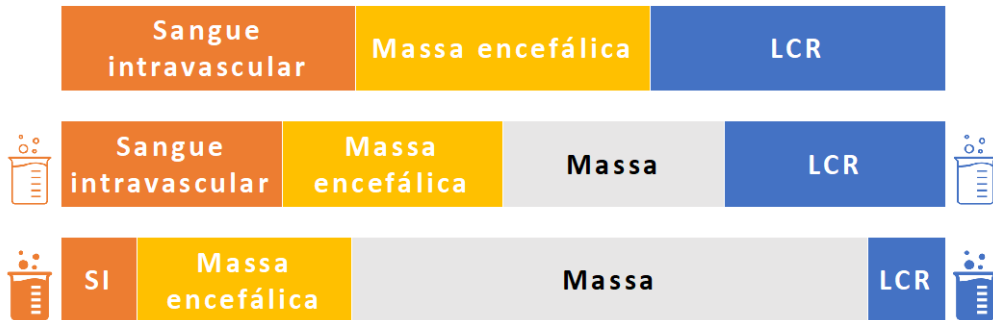 Sangue
intravascular
Massa encefálica
LCR
Sangue
intravascular
Massa
encefálica
Massa
LCR
SI
Massa
encefálica
Massa
LCR